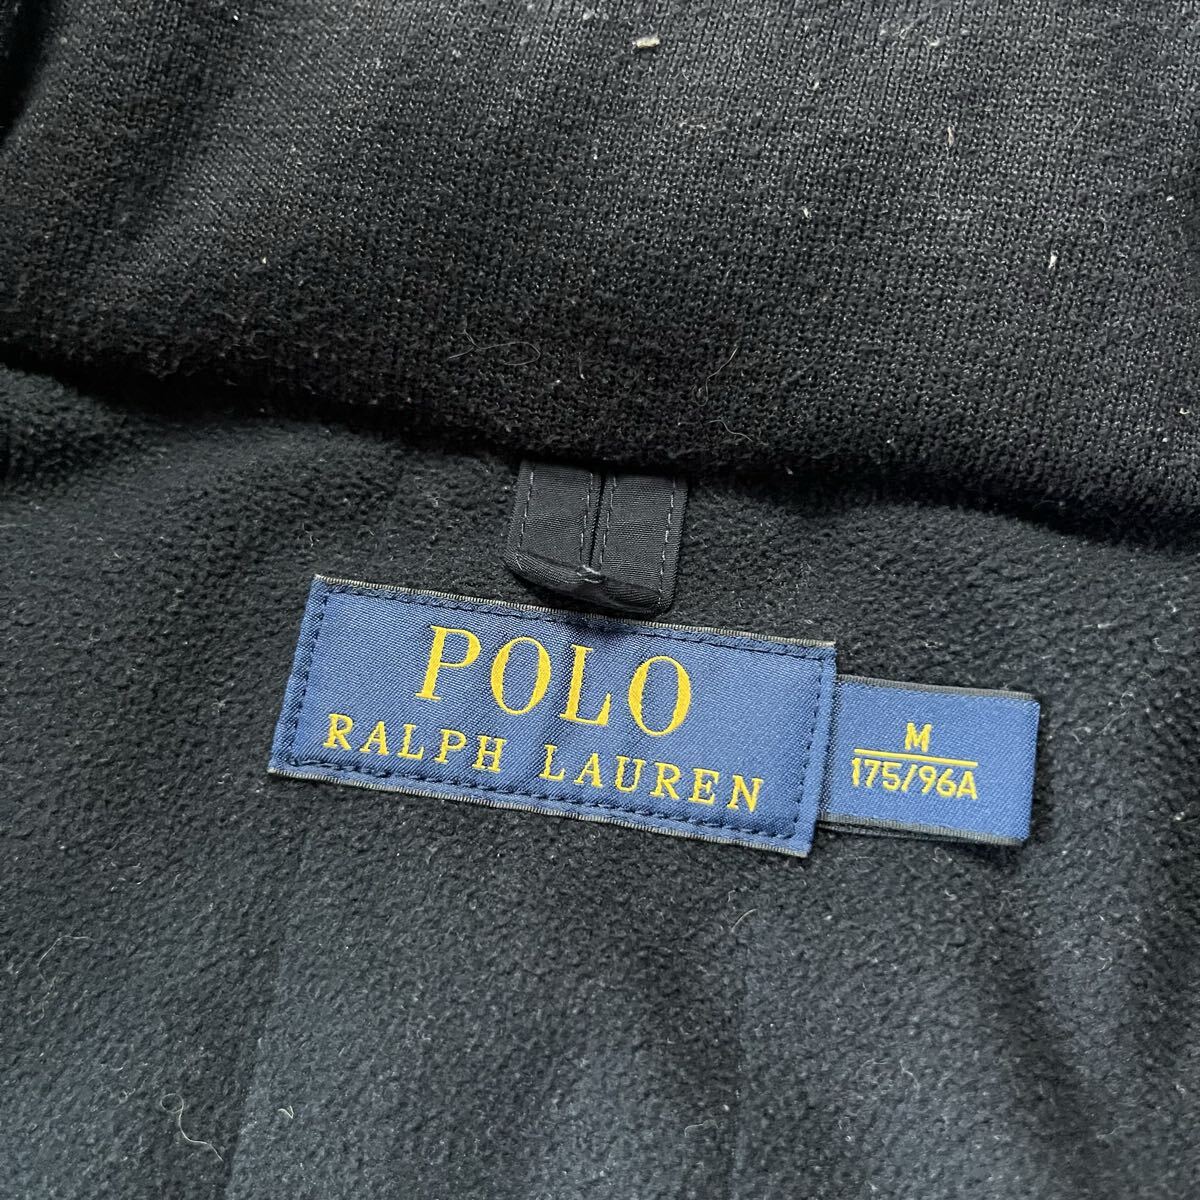 POLO
RALPH LAUREN
M
175/96A